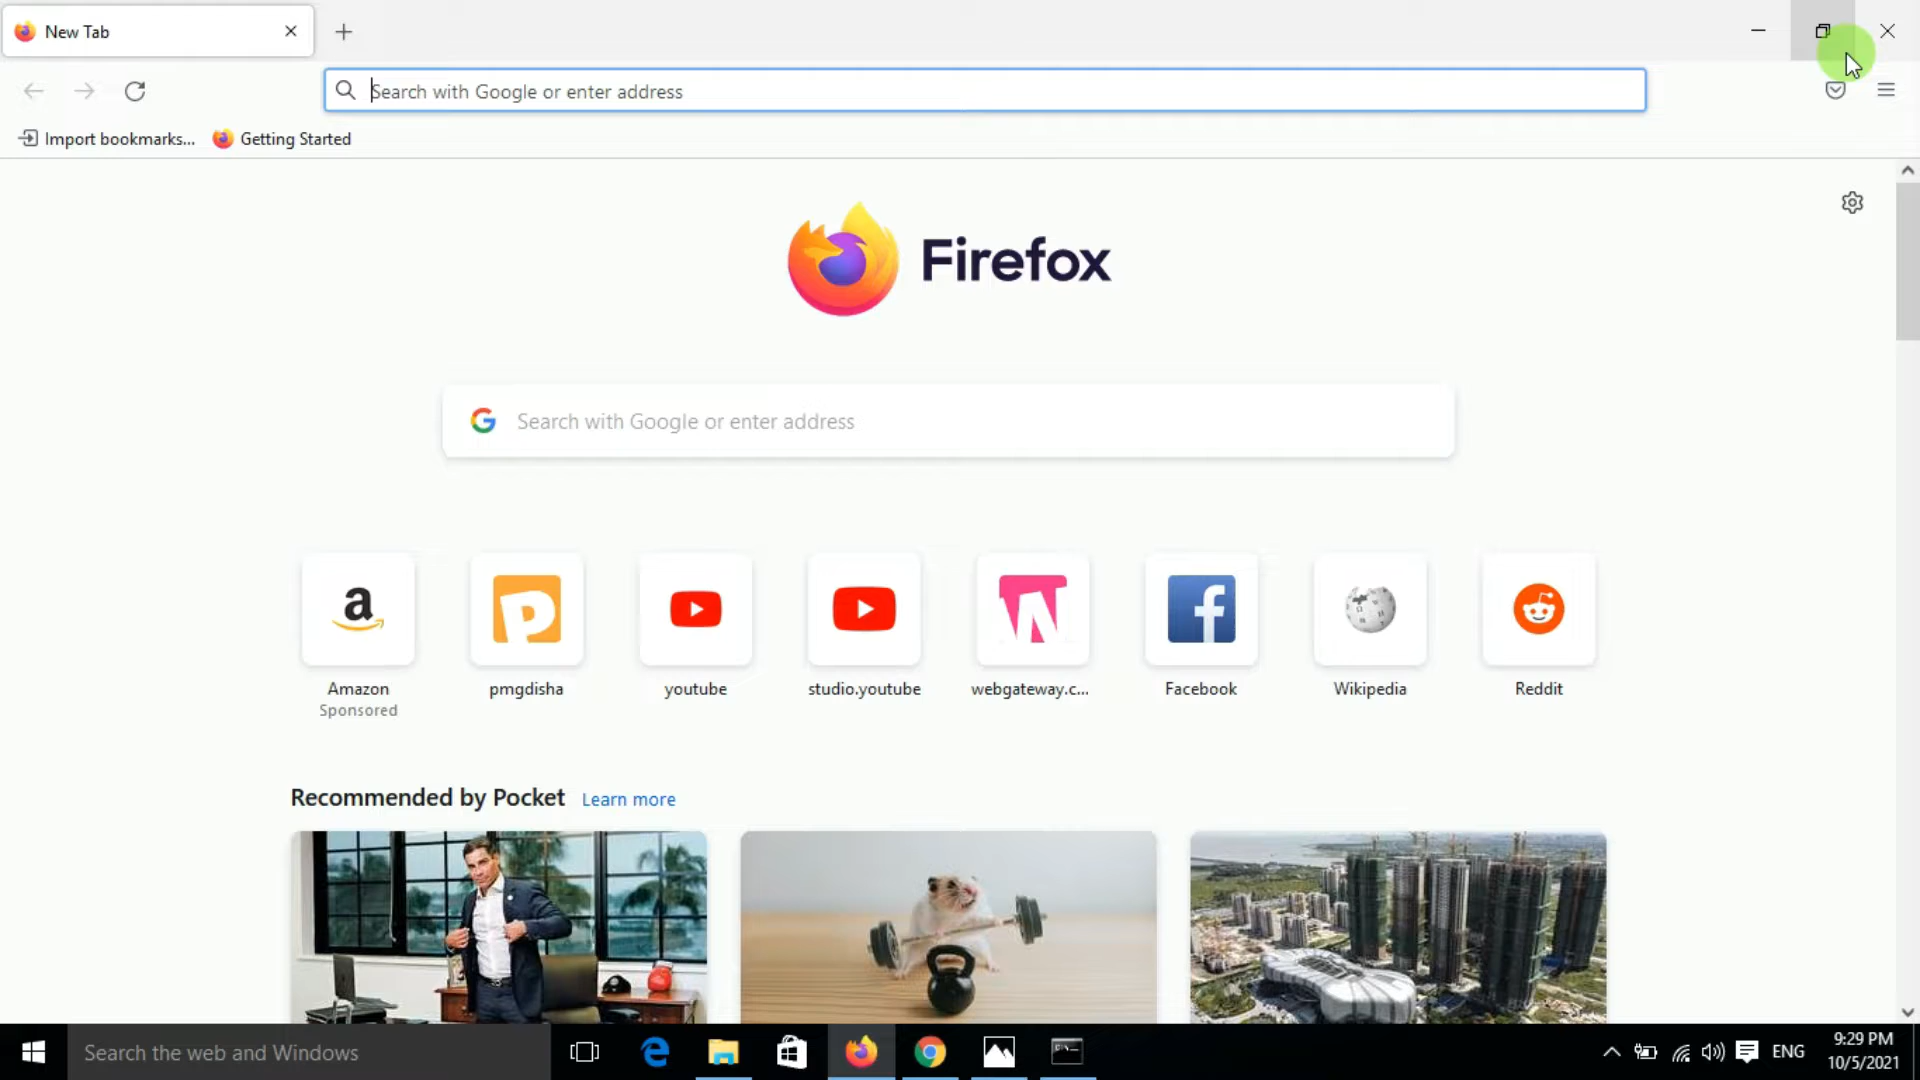 New Tab
Search with Google or enter address
Import bookmarks...
Getting Started
Firefox
Search with Google or enter address
Amazon
Sponsored
pmgdisha
youtube
studio.youtube
webgateway.c...
Facebook
Wikipedia
Reddit
Recommended by Pocket
Learn more
Search the web and Windows
ENG
9:29 PM
10/5/2021